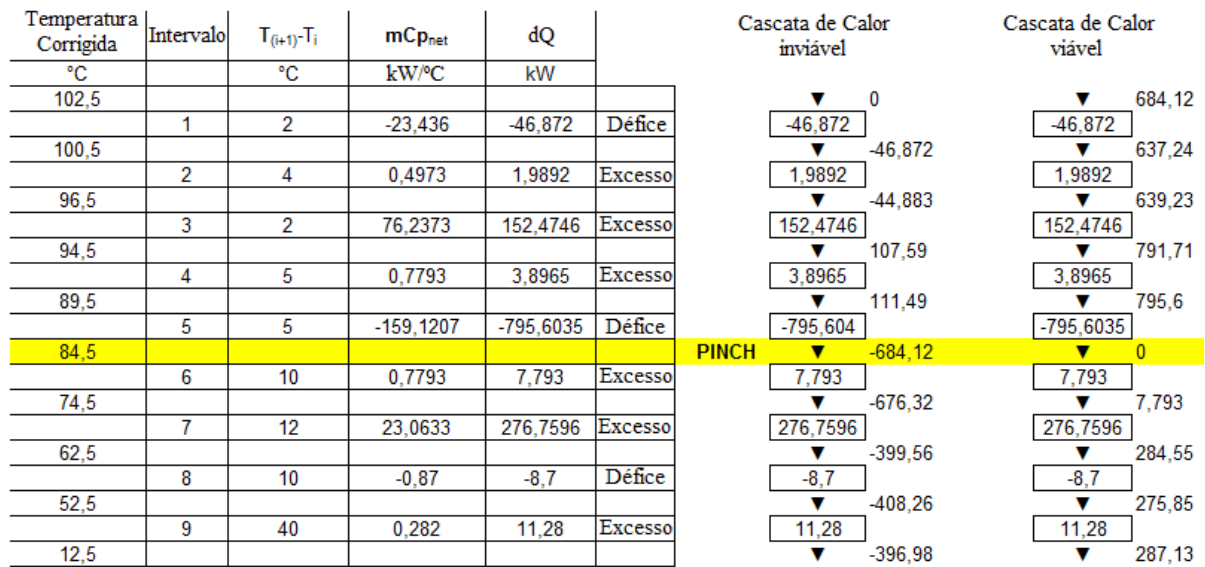 Temperatura Corrigida Intervalo T(i+1)-Ti mCpnet dQ Cascata de Calor inviável Cascata de Calor viável
°C °C kW/°C kW
102,5 ▼ 0 ▼ 684,12
1 2 -23,436 -46,872 Défice -46,872 -46,872
100,5 ▼ -46,872 ▼ 637,24
2 4 0,4973 1,9892 Excesso 1,9892 1,9892
96,5 ▼ -44,883 ▼ 639,23
3 2 76,2373 152,4746 Excesso 152,4746 152,4746
94,5 ▼ 107,59 ▼ 791,71
4 5 0,7793 3,8965 Excesso 3,8965 3,8965
89,5 ▼ 111,49 ▼ 795,6
5 5 -159,1207 -795,6035 Défice -795,604 -795,6035
84,5 PINCH ▼ -684,12 ▼ 0
6 10 0,7793 7,793 Excesso 7,793 7,793
74,5 ▼ -676,32 ▼ 7,793
7 12 23,0633 276,7596 Excesso 276,7596 276,7596
62,5 ▼ -399,56 ▼ 284,55
8 10 -0,87 -8,7 Défice -8,7 -8,7
52,5 ▼ -408,26 ▼ 275,85
9 40 0,282 11,28 Excesso 11,28 11,28
12,5 ▼ -396,98 ▼ 287,13